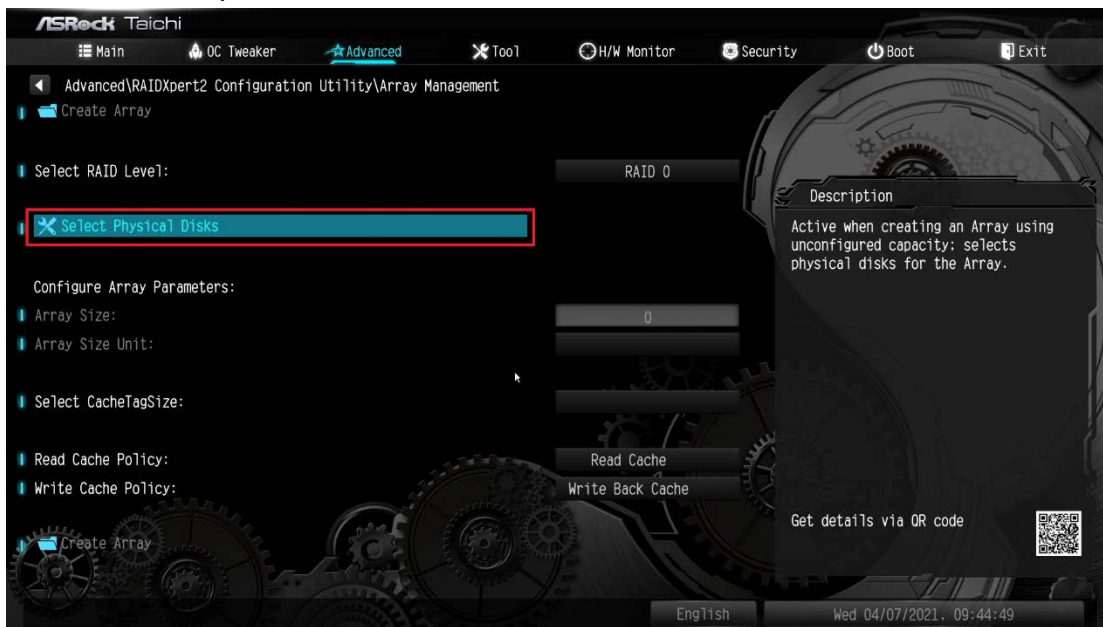 ASRock Taichi
Main OC Tweaker Advanced Tool H/W Monitor Security Boot Exit
Advanced\RAIDXpert2 Configuration Utility\Array Management
Create Array
Select RAID Level: RAID 0
Select Physical Disks
Configure Array Parameters:
Array Size: 0
Array Size Unit:
Select CacheTagSize:
Read Cache Policy: Read Cache
Write Cache Policy: Write Back Cache
Create Array
Description
Active when creating an Array using
unconfigured capacity; selects
physical disks for the Array.
Get details via QR code
English Wed 04/07/2021. 09:44:49